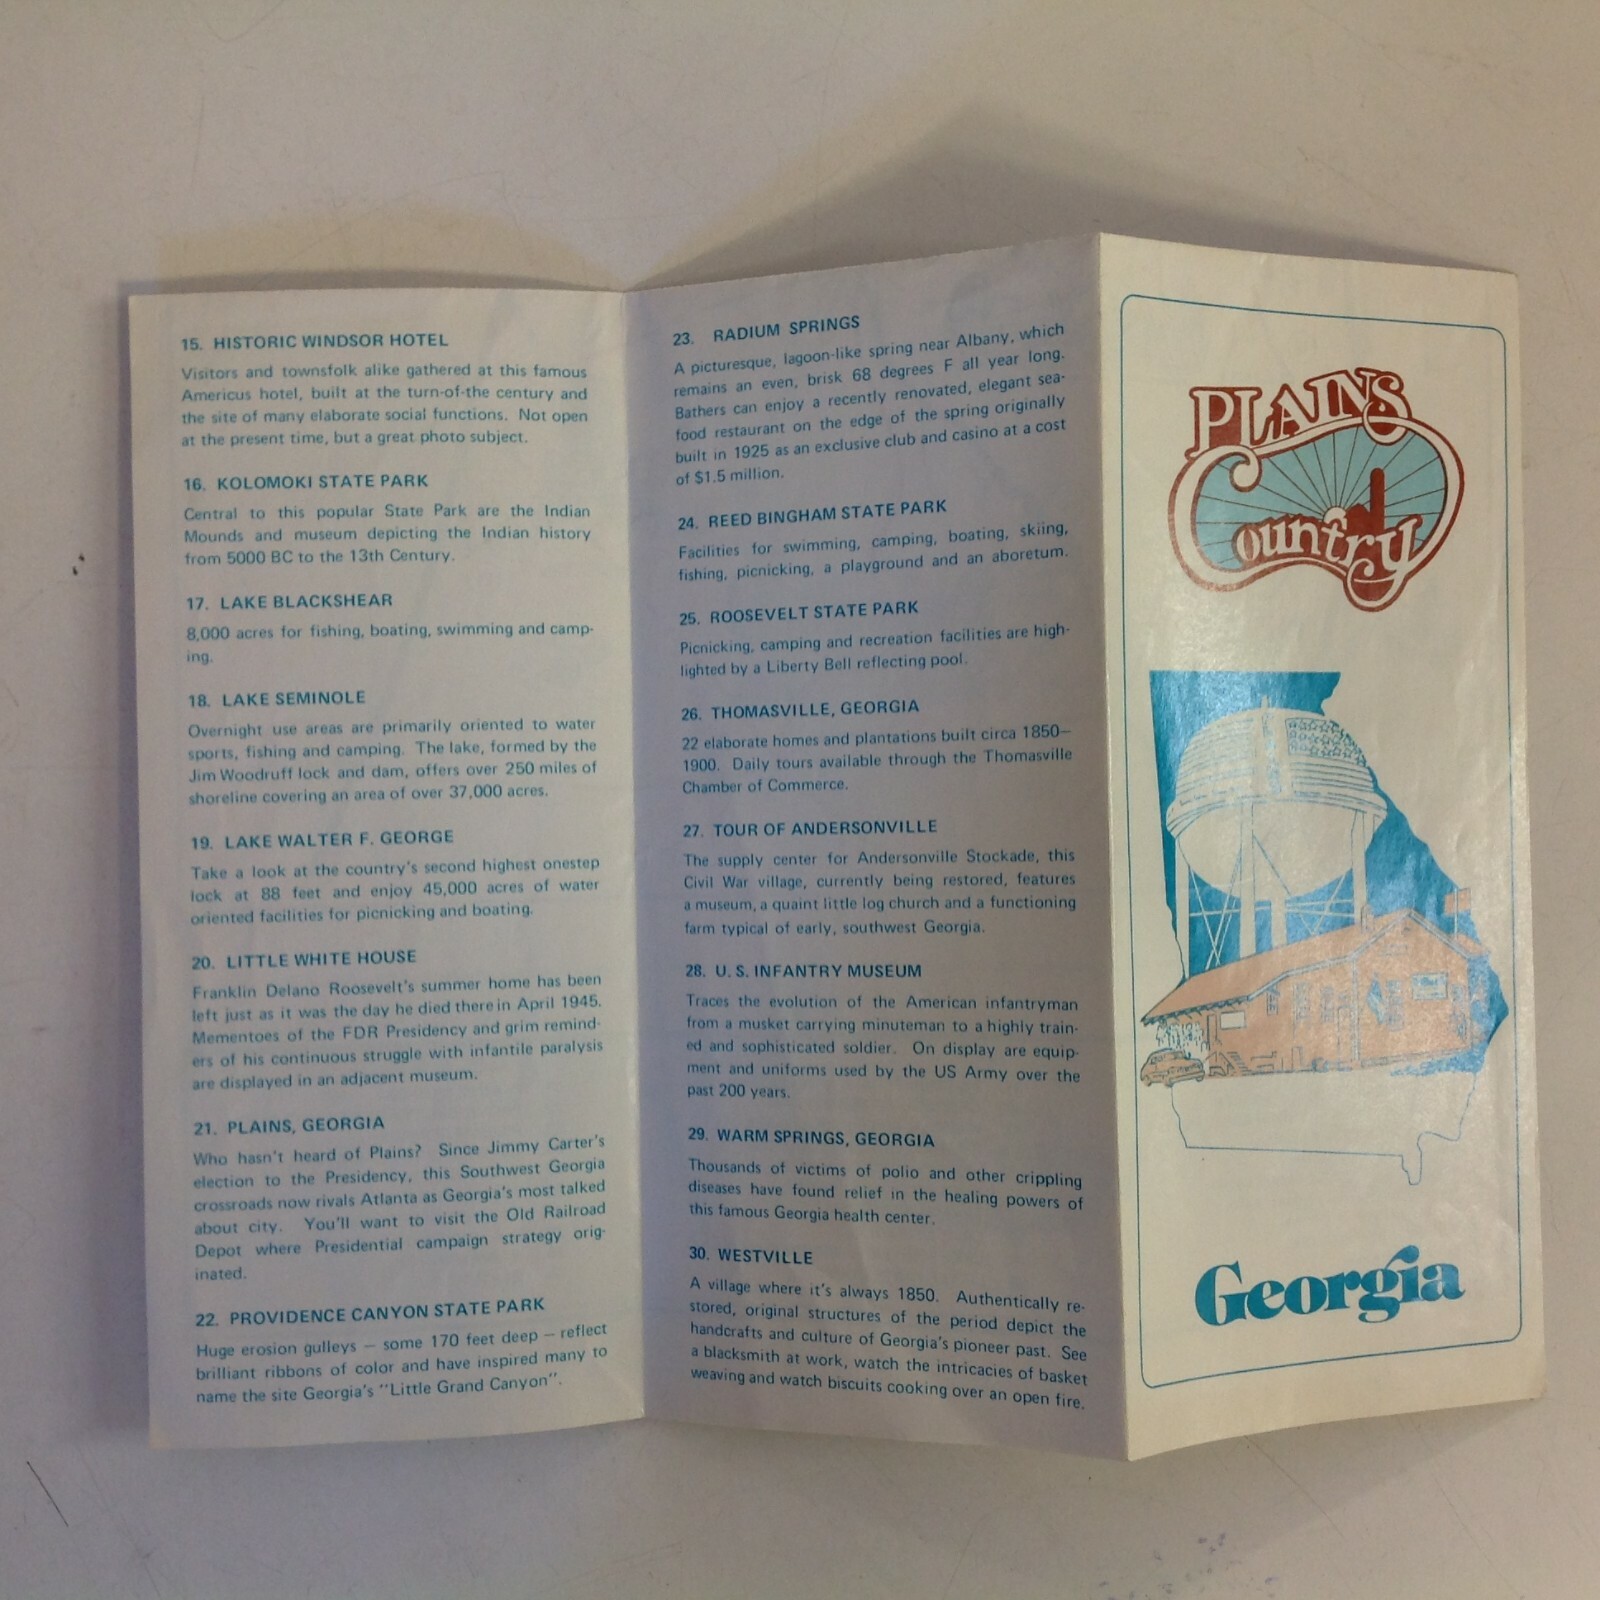 15. HISTORIC WINDSOR HOTEL
Visitors and townsfolk alike gathered at this famous
Americus hotel, built at the turn-of-the century and
the site of many elaborate social functions. Not open
at the present time, but a great photo subject.
16. KOLOMOKI STATE PARK
Central to this popular State Park are the Indian
Mounds and museum depicting the Indian history
from 5000 BC to the 13th Century.
17. LAKE BLACKSHEAR
8,000 acres for fishing, boating, swimming and camp-
ing.
18. LAKE SEMINOLE
Overnight use areas are primarily oriented to water
sports, fishing and camping. The lake, formed by the
Jim Woodruff lock and dam, offers over 250 miles of
shoreline covering an area of over 37,000 acres.
19. LAKE WALTER F. GEORGE
Take a look at the country's second highest onestep
lock at 88 feet and enjoy 45,000 acres of water
oriented facilities for picnicking and boating.
20. LITTLE WHITE HOUSE
Franklin Delano Roosevelt's summer home has been
left just as it was the day he died there in April 1945.
Mementoes of the FDR Presidency and grim remind-
ers of his continuous struggle with infantile paralysis
are displayed in an adjacent museum.
21. PLAINS, GEORGIA
Who hasn't heard of Plains? Since Jimmy Carter's
election to the Presidency, this Southwest Georgia
crossroads now rivals Atlanta as Georgia's most talked
about city. You'll want to visit the Old Railroad
Depot where Presidential campaign strategy orig-
inated.
22. PROVIDENCE CANYON STATE PARK
Huge erosion gulleys — some 170 feet deep — reflect
brilliant ribbons of color and have inspired many to
name the site Georgia's "Little Grand Canyon".
23. RADIUM SPRINGS
A picturesque, lagoon-like spring near Albany, which
remains an even, brisk 68 degrees F all year long.
Bathers can enjoy a recently renovated, elegant sea-
food restaurant on the edge of the spring originally
built in 1925 as an exclusive club and casino at a cost
of $1.5 million.
24. REED BINGHAM STATE PARK
Facilities for swimming, camping, boating, skiing,
fishing, picnicking, a playground and an aboretum.
25. ROOSEVELT STATE PARK
Picnicking, camping and recreation facilities are high-
lighted by a Liberty Bell reflecting pool.
26. THOMASVILLE, GEORGIA
22 elaborate homes and plantations built circa 1850—
1900. Daily tours available through the Thomasville
Chamber of Commerce.
27. TOUR OF ANDERSONVILLE
The supply center for Andersonville Stockade, this
Civil War village, currently being restored, features
a museum, a quaint little log church and a functioning
farm typical of early, southwest Georgia.
28. U. S. INFANTRY MUSEUM
Traces the evolution of the American infantryman
from a musket carrying minuteman to a highly train-
ed and sophisticated soldier. On display are equip-
ment and uniforms used by the US Army over the
past 200 years.
29. WARM SPRINGS, GEORGIA
Thousands of victims of polio and other crippling
diseases have found relief in the healing powers of
this famous Georgia health center.
30. WESTVILLE
A village where it's always 1850. Authentically re-
stored, original structures of the period depict the
handcrafts and culture of Georgia's pioneer past. See
a blacksmith at work, watch the intricacies of basket
weaving and watch biscuits cooking over an open fire.
PLAINS
Country
Georgia